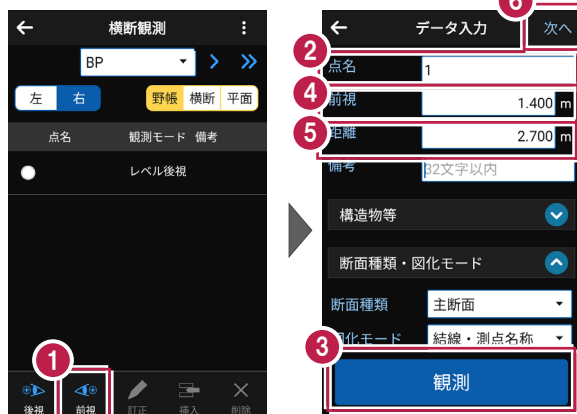 横断観測
BP
左 右 野帳 横断 平面
点名 観測モード 備考
レベル後視
1
後視 前視 訂正 挿入 削除
6
データ入力 次へ
2
点名 1
4
前視 1.400 m
5
距離 2.700 m
備考 32文字以内
構造物等
断面種類・図化モード
断面種類 主断面
図化モード 結線・測点名称
3
観測